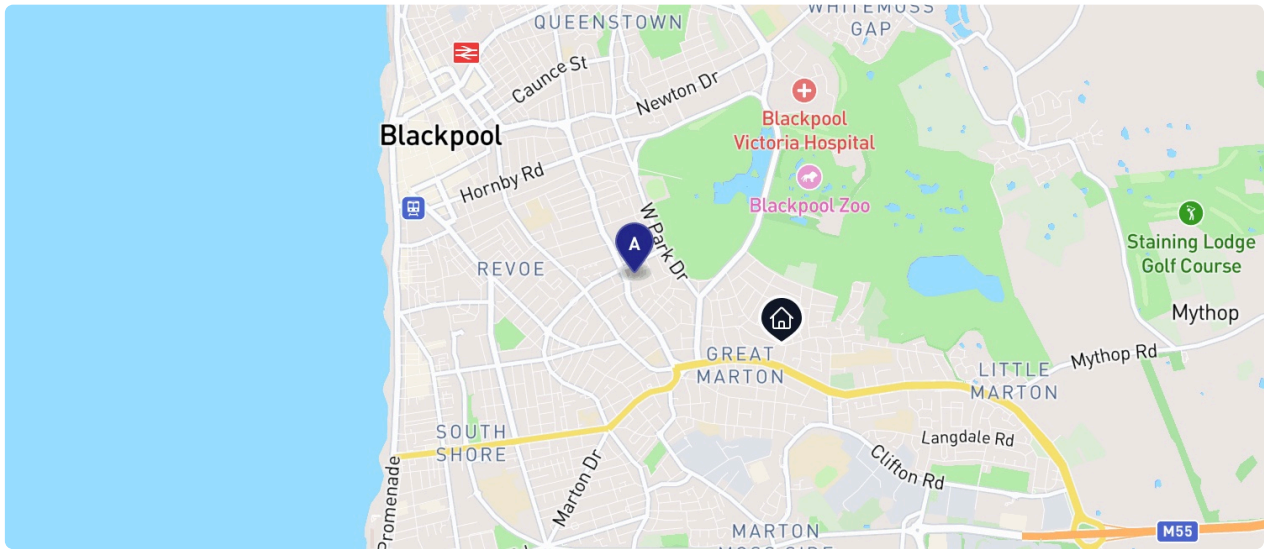 WHITEMOSS
GAP
QUEENSTOWN
Caunce St
Newton Dr
Blackpool
Victoria Hospital
Blackpool
Hornby Rd
Blackpool Zoo
W Park Dr
A
Staining Lodge
Golf Course
REVOE
Mythop
GREAT
MARTON
Mythop Rd
LITTLE
MARTON
SOUTH
SHORE
Langdale Rd
Clifton Rd
Marton Dr
Promenade
MARTON
MOSS SIDE
M55